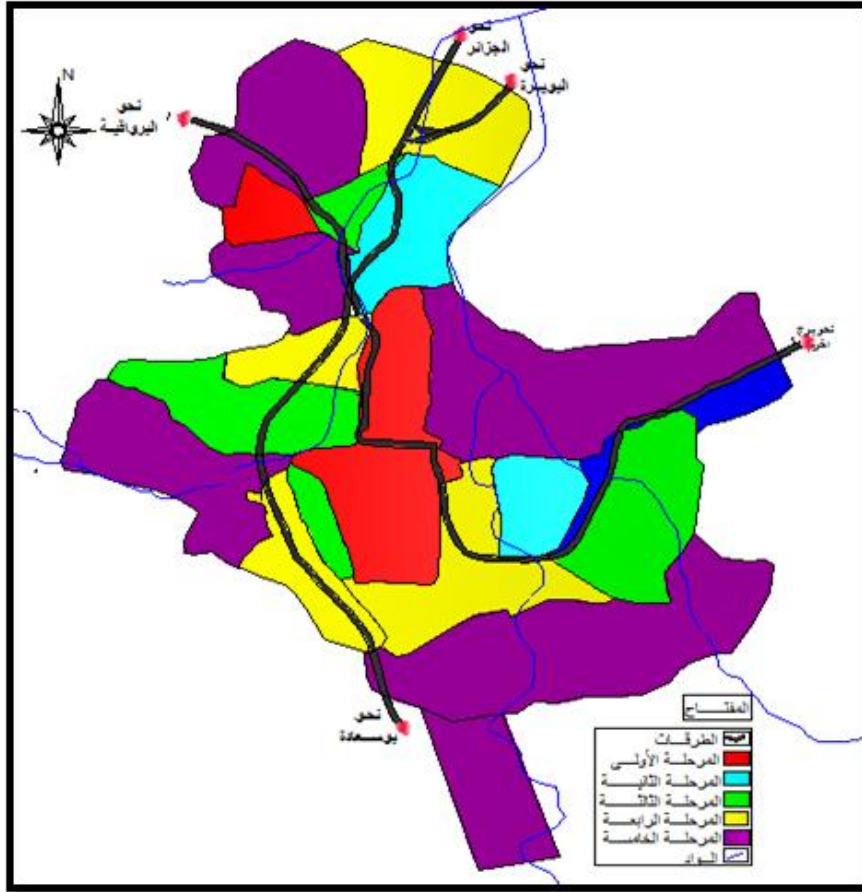 نحو
الجزائر
نحو
البويرة
N
نحو
البرواقية
نحو برج
نحو
بوسعادة
المفتاح
الطرقات
المرحلة الأولى
المرحلة الثانية
المرحلة الثالثة
المرحلة الرابعة
المرحلة الخامسة
الواد